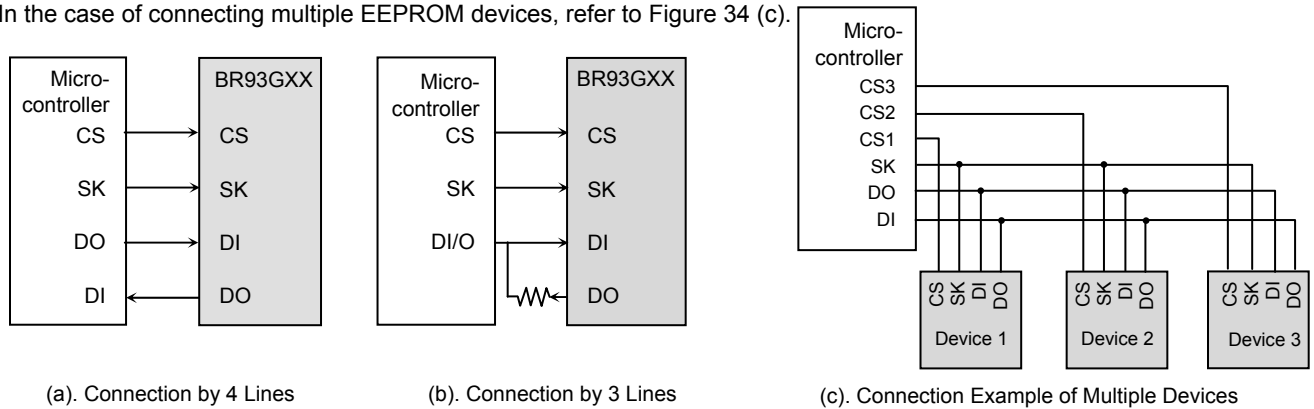 In the case of connecting multiple EEPROM devices, refer to Figure 34 (c).
Micro-
controller
CS
SK
DO
DI
BR93GXX
CS
SK
DI
DO
(a). Connection by 4 Lines
Micro-
controller
CS
SK
DI/O
BR93GXX
CS
SK
DI
DO
(b). Connection by 3 Lines
Micro-
controller
CS3
CS2
CS1
SK
DO
DI
CS
SK
DI
DO
Device 1
CS
SK
DI
DO
Device 2
CS
SK
DI
DO
Device 3
(c). Connection Example of Multiple Devices